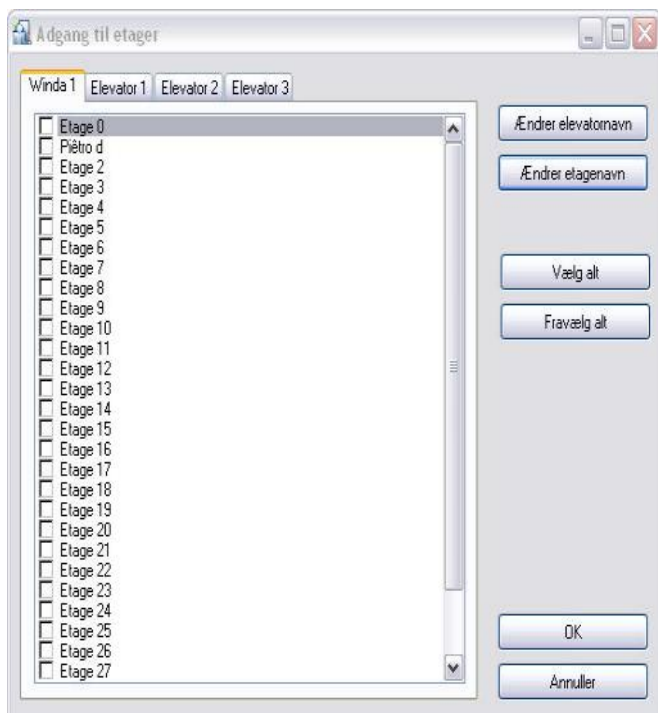 Adgang til etager
Winda 1 Elevator 1 Elevator 2 Elevator 3
Etage 0
Piêtro d
Etage 2
Etage 3
Etage 4
Etage 5
Etage 6
Etage 7
Etage 8
Etage 9
Etage 10
Etage 11
Etage 12
Etage 13
Etage 14
Etage 15
Etage 16
Etage 17
Etage 18
Etage 19
Etage 20
Etage 21
Etage 22
Etage 23
Etage 24
Etage 25
Etage 26
Etage 27
Ændrer elevatornavn
Ændrer etagenavn
Vælg alt
Fravælg alt
OK
Annuller